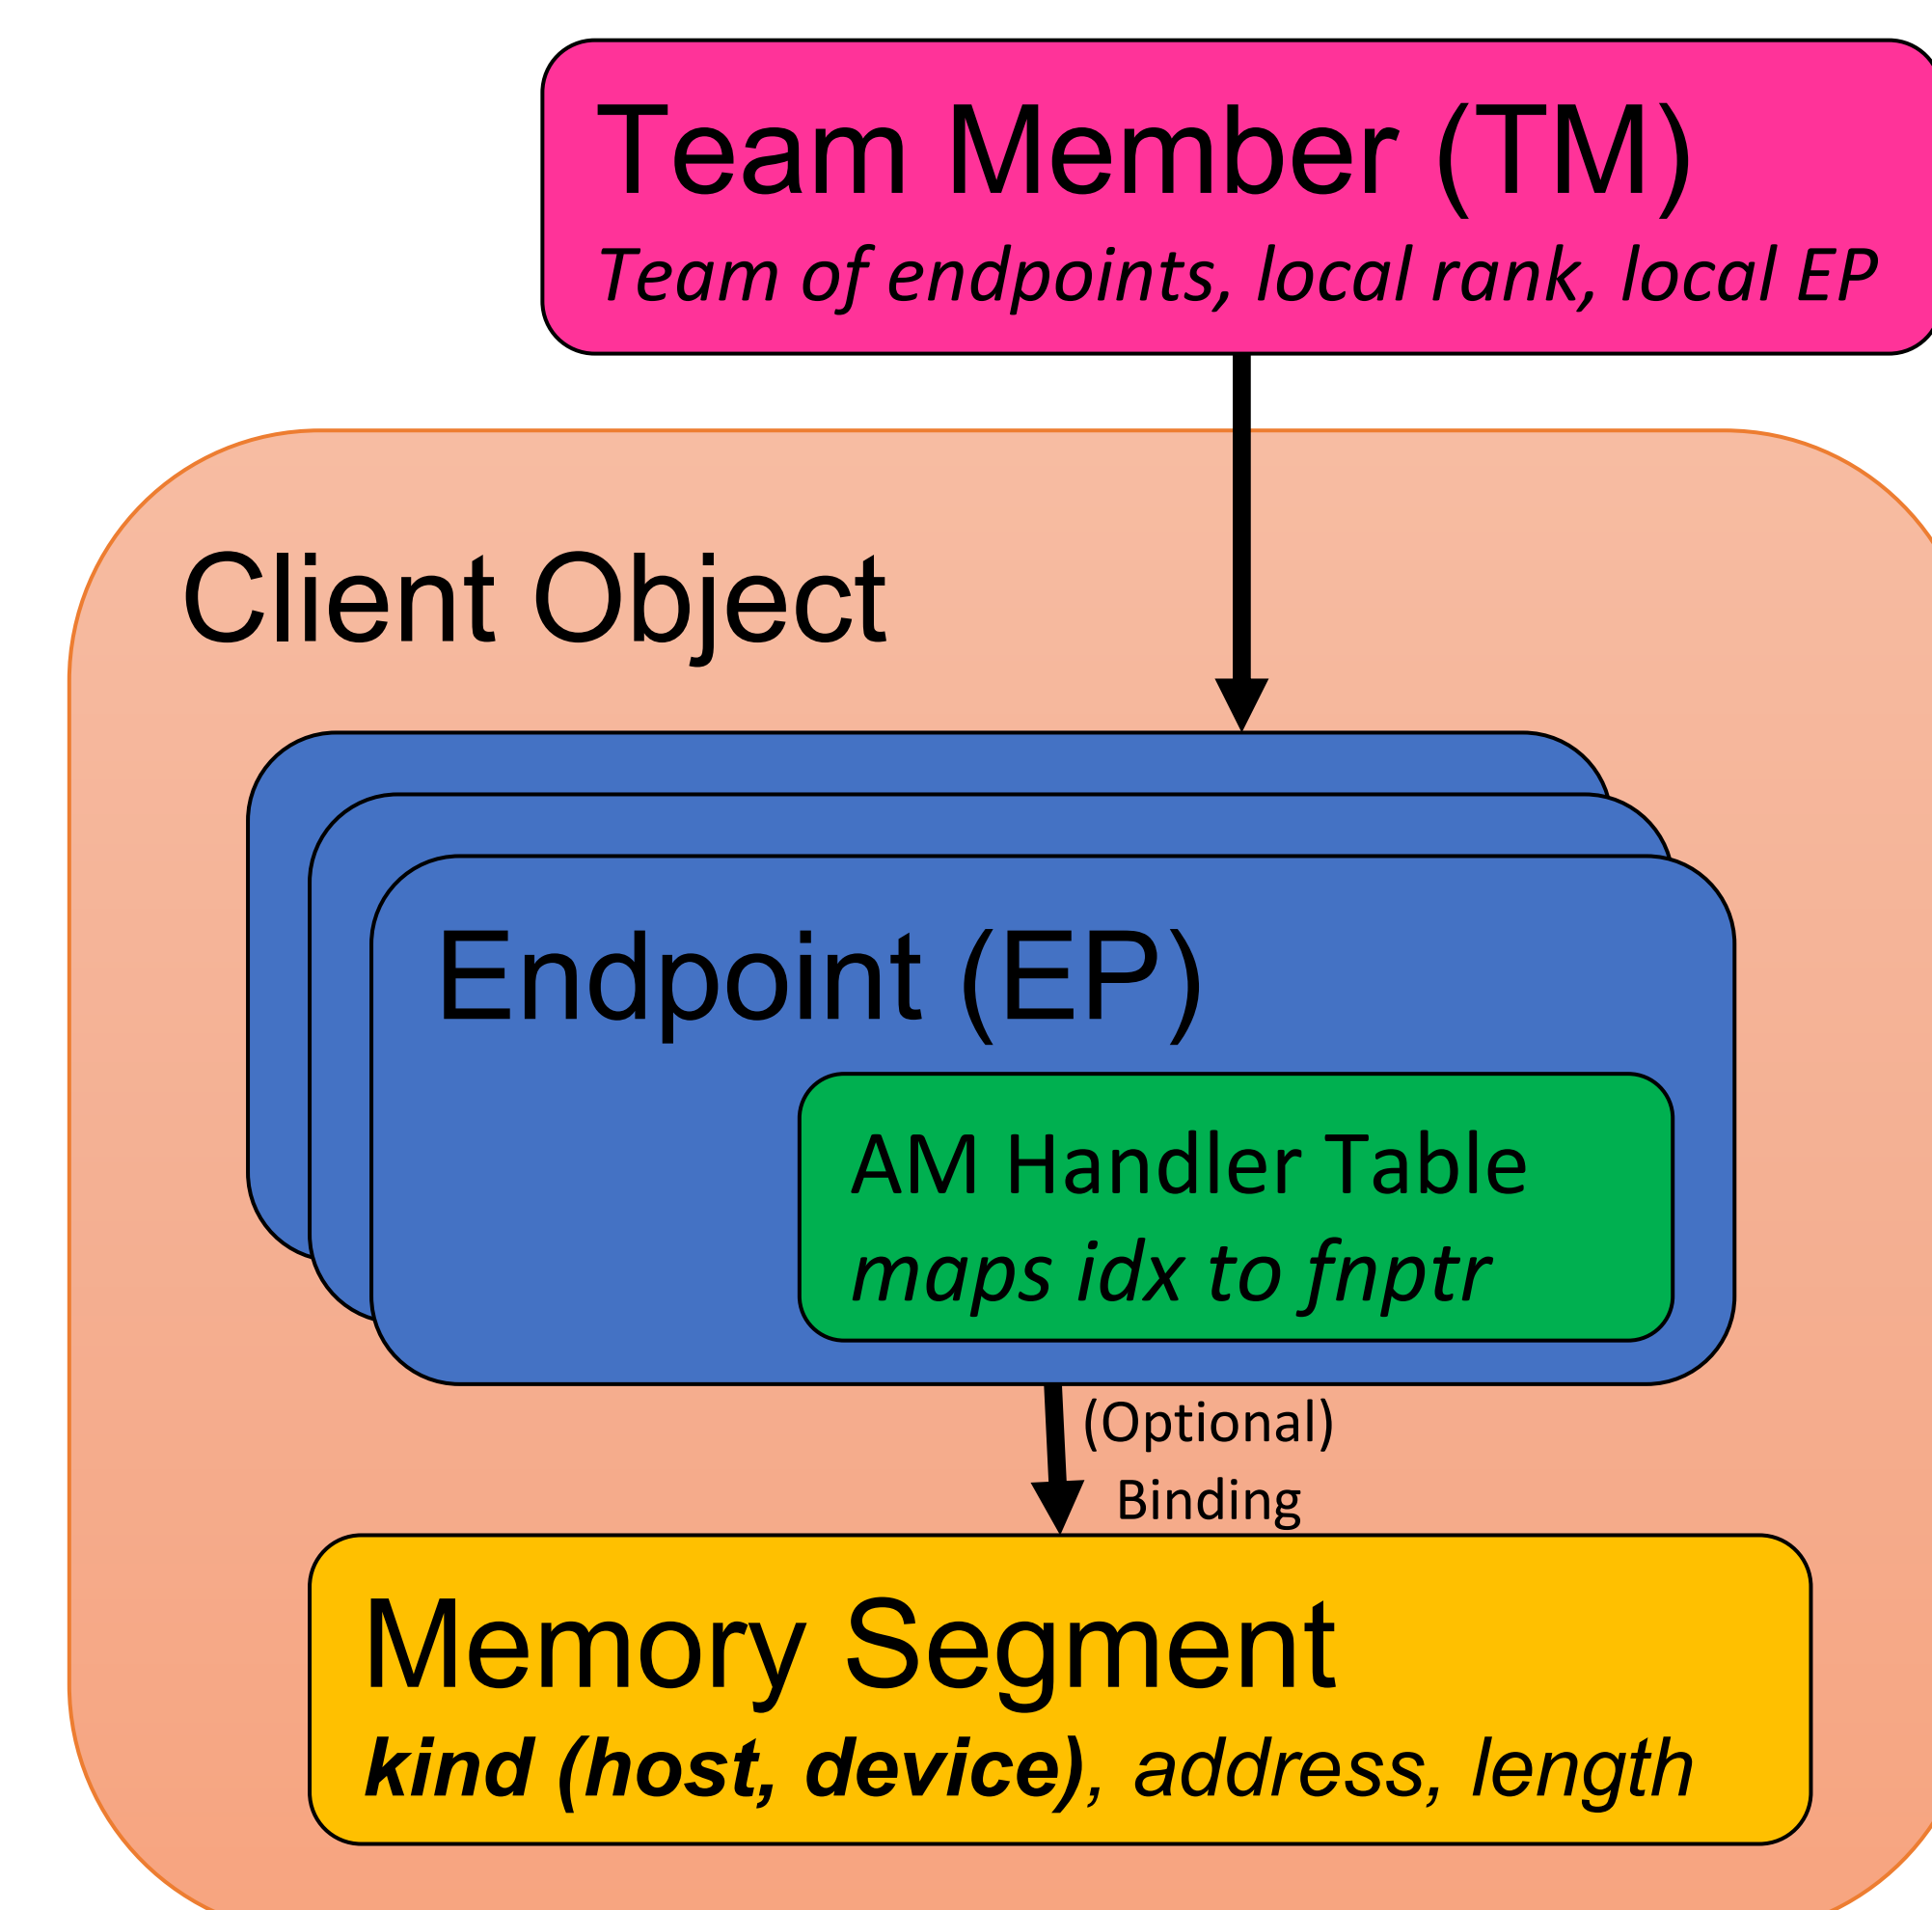 Team Member (TM)
Team of endpoints, local rank, local EP
Client Object
Endpoint (EP)
AM Handler Table
maps idx to fnptr
(Optional)
Binding
Memory Segment
kind (host, device), address, length